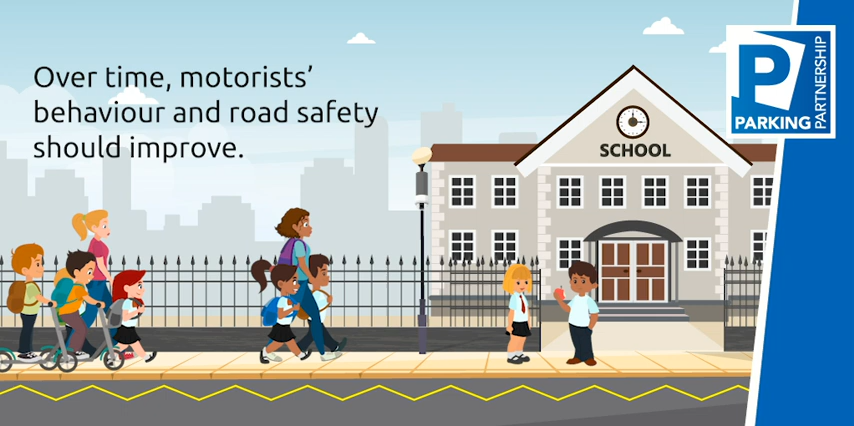 Over time, motorists'
behaviour and road safety
should improve.
SCHOOL
P
PARKING
PARTNERSHIP